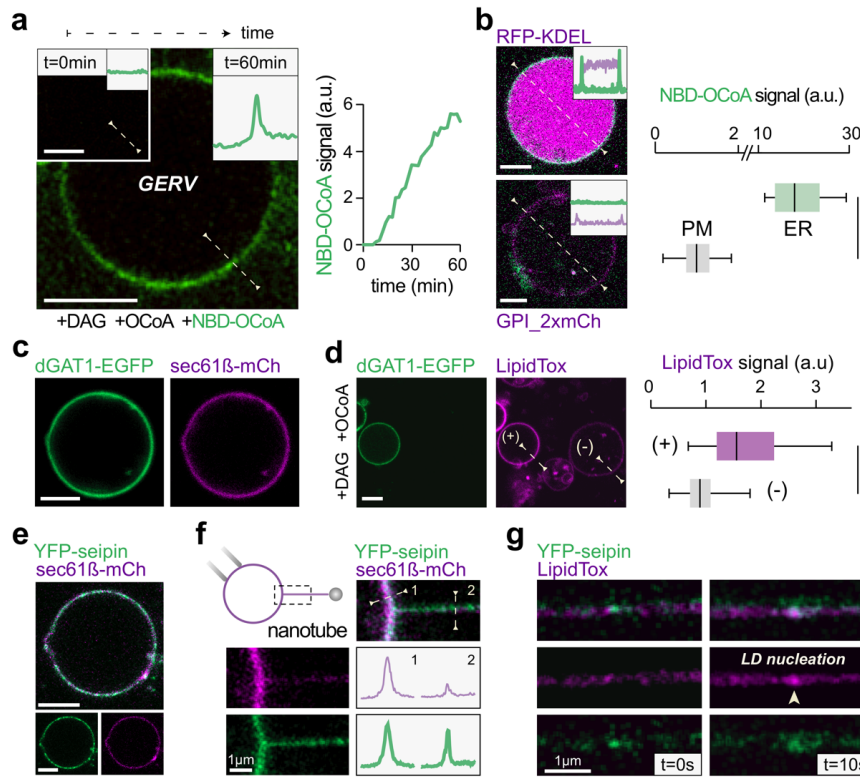 a
time
t=0min
t=60min
GERV
+DAG +OCoA +NBD-OCoA
NBD-OCoA signal (a.u.)
6
4
2
0
0
30
60
time (min)
b
RFP-KDEL
GPI_2xmCh
NBD-OCoA signal (a.u.)
0
2
10
30
PM
ER
c
dGAT1-EGFP
sec61ß-mCh
d
+DAG +OCoA
dGAT1-EGFP
LipidTox
(+)
(-)
LipidTox signal (a.u)
0
1
2
3
(+)
(-)
e
YFP-seipin
sec61ß-mCh
f
nanotube
YFP-seipin
sec61ß-mCh
1
2
1
2
1µm
g
YFP-seipin
LipidTox
LD nucleation
1µm
t=0s
t=10s